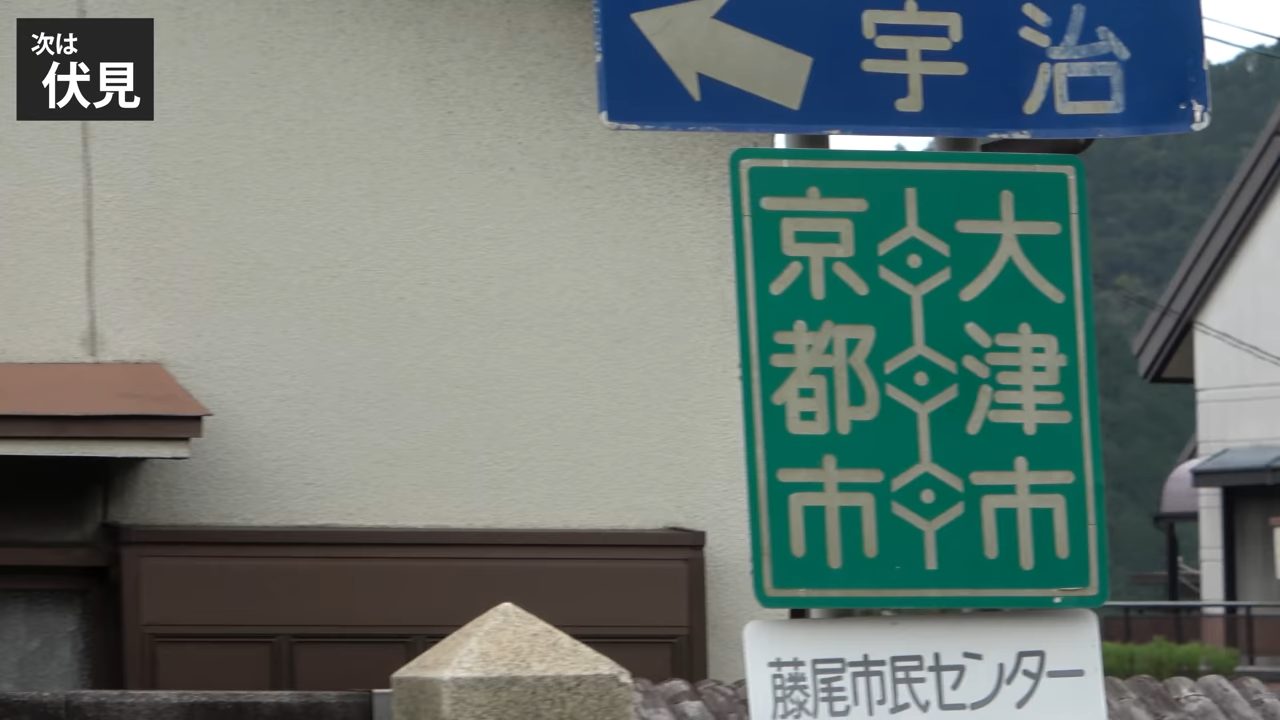 次は
伏見
宇治
京都市
大津市
藤尾市民センター